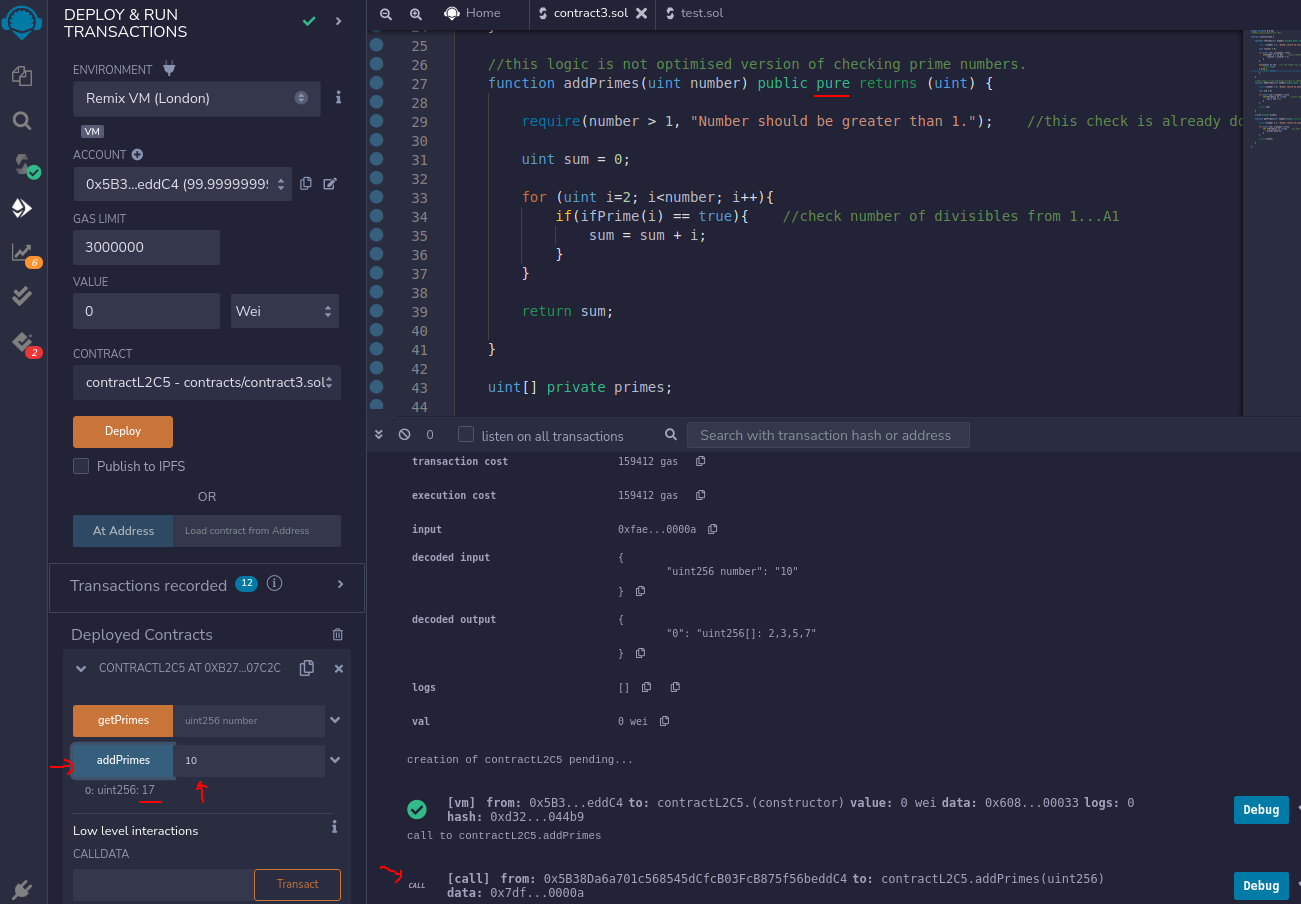 DEPLOY & RUN
TRANSACTIONS
ENVIRONMENT
Remix VM (London)
VM
ACCOUNT
0x5B3...eddC4 (99.9999999
GAS LIMIT
3000000
VALUE
0
Wei
CONTRACT
contractL2C5 - contracts/contract3.sol
Deploy
Publish to IPFS
OR
At Address
Load contract from Address
Transactions recorded 12
Deployed Contracts
CONTRACTL2C5 AT 0XB27...07C2C
getPrimes
uint256 number
addPrimes
10
0: uint256: 17
Low level interactions
CALLDATA
Transact
6
2
Home
contract3.sol
test.sol
25
26 //this logic is not optimised version of checking prime numbers.
27 function addPrimes(uint number) public pure returns (uint) {
28
29 require(number > 1, "Number should be greater than 1."); //this check is already do
30
31 uint sum = 0;
32
33 for (uint i=2; i<number; i++){
34 if(ifPrime(i) == true){ //check number of divisibles from 1...A1
35 sum = sum + i;
36 }
37 }
38
39 return sum;
40
41 }
42
43 uint[] private primes;
44
0
listen on all transactions
Search with transaction hash or address
transaction cost 159412 gas
execution cost 159412 gas
input 0xfae...0000a
decoded input {
"uint256 number": "10"
}
decoded output {
"0": "uint256[]: 2,3,5,7"
}
logs []
val 0 wei
creation of contractL2C5 pending...
[vm] from: 0x5B3...eddC4 to: contractL2C5.(constructor) value: 0 wei data: 0x608...00033 logs: 0
hash: 0xd32...044b9
Debug
call to contractL2C5.addPrimes
CALL
[call] from: 0x5B38Da6a701c568545dCfcB03FcB875f56beddC4 to: contractL2C5.addPrimes(uint256)
data: 0x7df...0000a
Debug